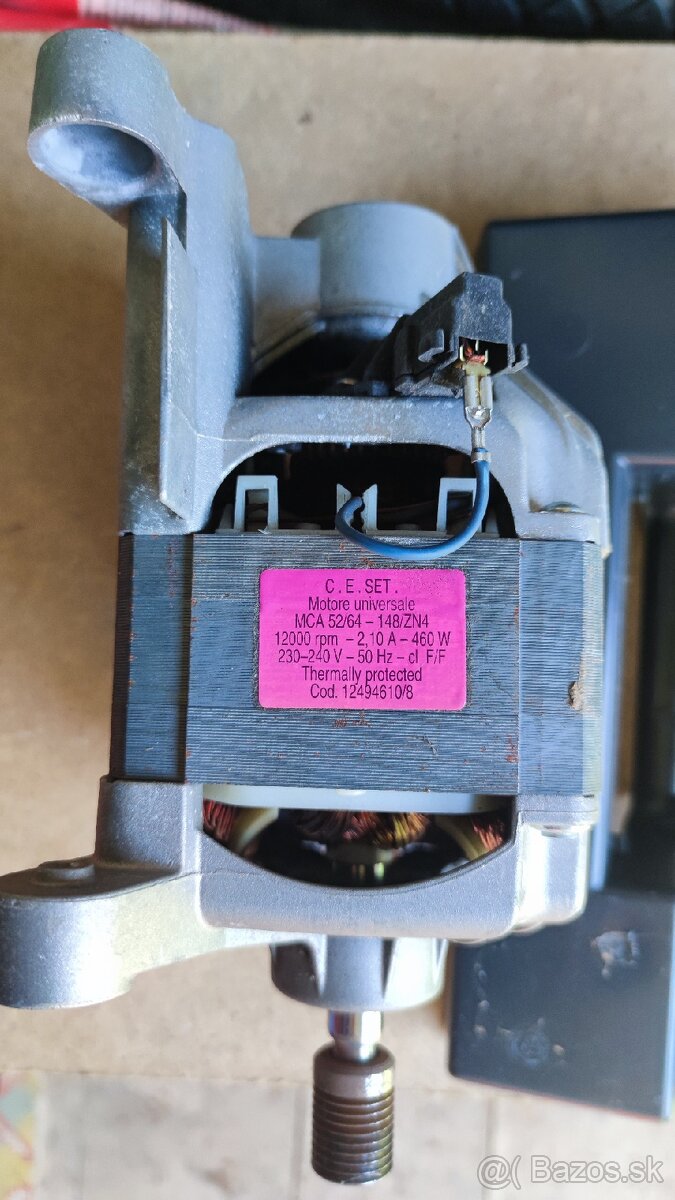 C.E.SET.
Motore universale
MCA 52/64 - 148/ZN4
12000 rpm - 2,10 A - 460 W
230-240 V - 50 Hz - cl F/F
Thermally protected
Cod. 12494610/8
@( Bazos.sk